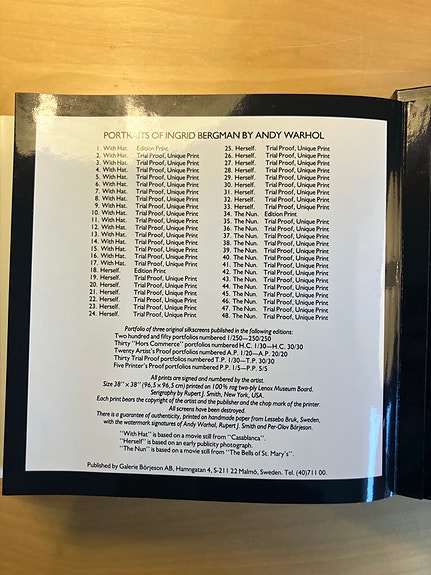 PORTRAITS OF INGRID BERGMAN BY ANDY WARHOL
1. With Hat. Edition Print
2. With Hat. Trial Proof, Unique Print
3. With Hat. Trial Proof, Unique Print
4. With Hat. Trial Proof, Unique Print
5. With Hat. Trial Proof, Unique Print
6. With Hat. Trial Proof, Unique Print
7. With Hat. Trial Proof, Unique Print
8. With Hat. Trial Proof, Unique Print
9. With Hat. Trial Proof, Unique Print
10. With Hat. Trial Proof, Unique Print
11. With Hat. Trial Proof, Unique Print
12. With Hat. Trial Proof, Unique Print
13. With Hat. Trial Proof, Unique Print
14. With Hat. Trial Proof, Unique Print
15. With Hat. Trial Proof, Unique Print
16. With Hat. Trial Proof, Unique Print
17. With Hat. Trial Proof, Unique Print
18. Herself. Edition Print
19. Herself. Trial Proof, Unique Print
20. Herself. Trial Proof, Unique Print
21. Herself. Trial Proof, Unique Print
22. Herself. Trial Proof, Unique Print
23. Herself. Trial Proof, Unique Print
24. Herself. Trial Proof, Unique Print
25. Herself. Trial Proof, Unique Print
26. Herself. Trial Proof, Unique Print
27. Herself. Trial Proof, Unique Print
28. Herself. Trial Proof, Unique Print
29. Herself. Trial Proof, Unique Print
30. Herself. Trial Proof, Unique Print
31. Herself. Trial Proof, Unique Print
32. Herself. Trial Proof, Unique Print
33. Herself. Trial Proof, Unique Print
34. The Nun. Edition Print
35. The Nun. Trial Proof, Unique Print
36. The Nun. Trial Proof, Unique Print
37. The Nun. Trial Proof, Unique Print
38. The Nun. Trial Proof, Unique Print
39. The Nun. Trial Proof, Unique Print
40. The Nun. Trial Proof, Unique Print
41. The Nun. Trial Proof, Unique Print
42. The Nun. Trial Proof, Unique Print
43. The Nun. Trial Proof, Unique Print
44. The Nun. Trial Proof, Unique Print
45. The Nun. Trial Proof, Unique Print
46. The Nun. Trial Proof, Unique Print
47. The Nun. Trial Proof, Unique Print
48. The Nun. Trial Proof, Unique Print
Portfolio of three original silkscreens published in the following editions:
Two hundred and fifty portfolios numbered 1/250—250/250
Thirty "Hors Commerce" portfolios numbered H.C. 1/30—H.C. 30/30
Twenty Artist's Proof portfolios numbered A.P. 1/20—A.P. 20/20
Thirty Trial Proof portfolios numbered T.P. 1/30—T.P. 30/30
Five Printer's Proof portfolios numbered P.P. 1/5—P.P. 5/5
All prints are signed and numbered by the artist.
Size 38" x 38" (96,5 x 96,5 cm) printed on 100% rag two-ply Lenox Museum Board.
Serigraphy by Rupert J. Smith, New York, USA.
Each print bears the copyright of the artist and the publisher and the chop mark of the printer.
All screens have been destroyed.
There is a guarantee of authenticity, printed on handmade paper from Lessebo Bruk, Sweden,
with the watermark signatures of Andy Warhol, Rupert J. Smith and Per-Olov Börjeson.
"With Hat" is based on a movie still from "Casablanca".
"Herself" is based on an early publicity photograph.
"The Nun" is based on a movie still from "The Bells of St. Mary's".
Published by Galerie Börjeson AB, Hamngatan 4, S-211 22 Malmö, Sweden. Tel. (40)711 00.